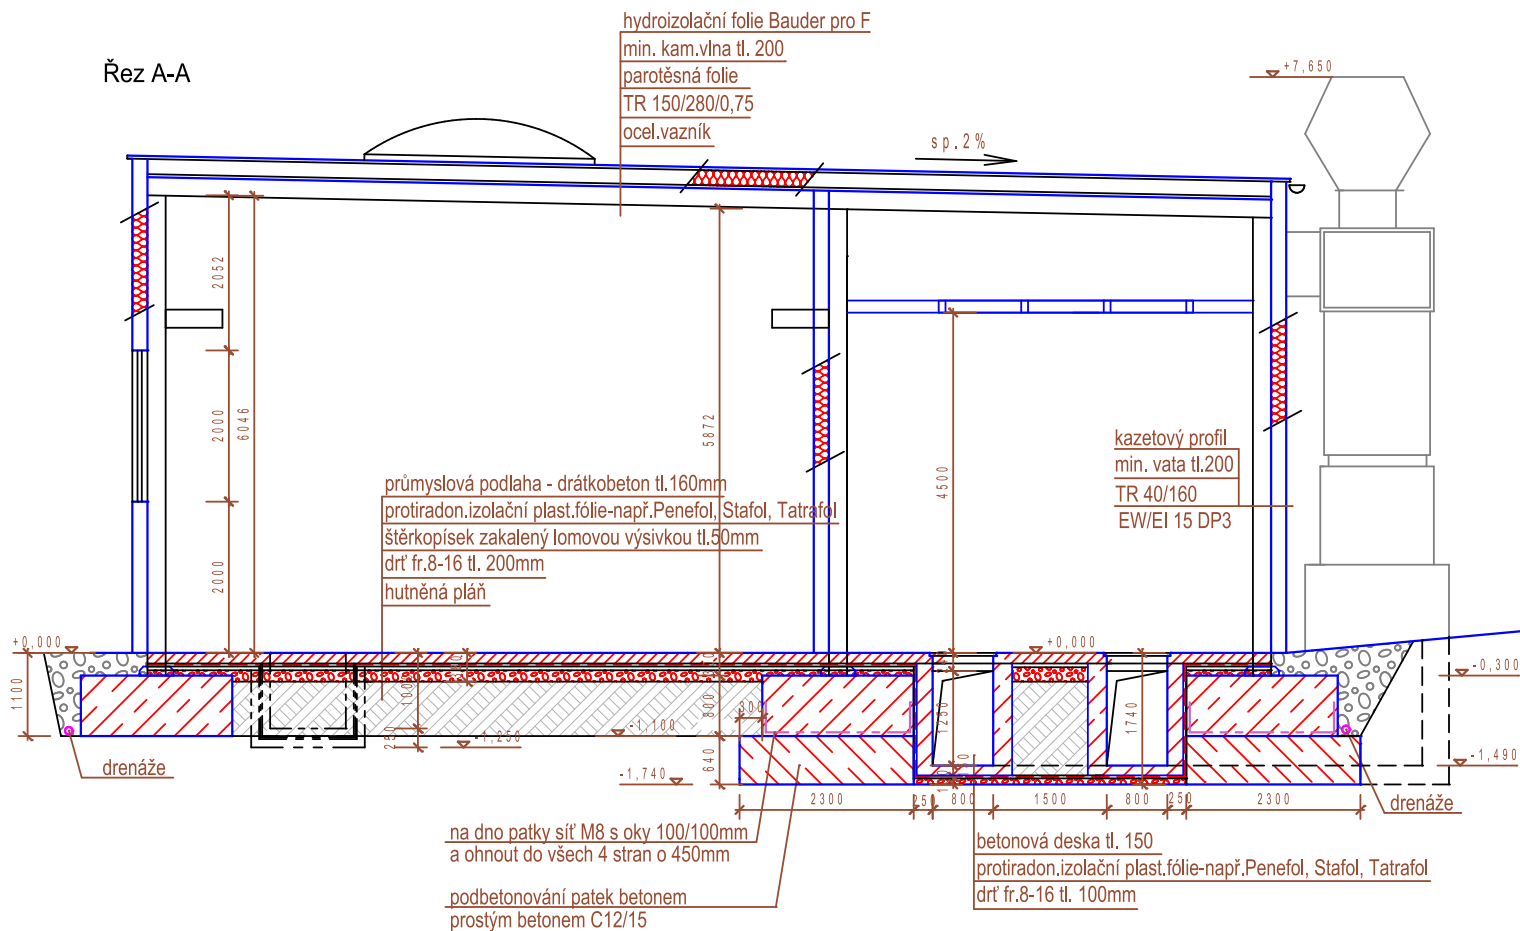 Řez A-A
hydroizolační folie Bauder pro F
min. kam.vlna tl. 200
parotěsná folie
TR 150/280/0,75
ocel.vazník
sp.2%
+7,650
2052
2000
6046
2000
5872
4500
kazetový profil
min. vata tl.200
TR 40/160
EW/EI 15 DP3
průmyslová podlaha - drátkobeton tl.160mm
protiradon.izolační plast.fólie-např.Penefol, Stafol, Tatrafol
štěrkopísek zakalený lomovou výsivkou tl.50mm
drť fr.8-16 tl. 200mm
hutněná pláň
+0,000
+0,000
-0,300
1100
800
300
-1,100
250
-1,250
1250
1740
640
-1,740
-1,490
drenáže
2300
250
800
1500
800
250
2300
drenáže
na dno patky síť M8 s oky 100/100mm
a ohnout do všech 4 stran o 450mm
podbetonování patek betonem
prostým betonem C12/15
betonová deska tl. 150
protiradon.izolační plast.fólie-např.Penefol, Stafol, Tatrafol
drť fr.8-16 tl. 100mm